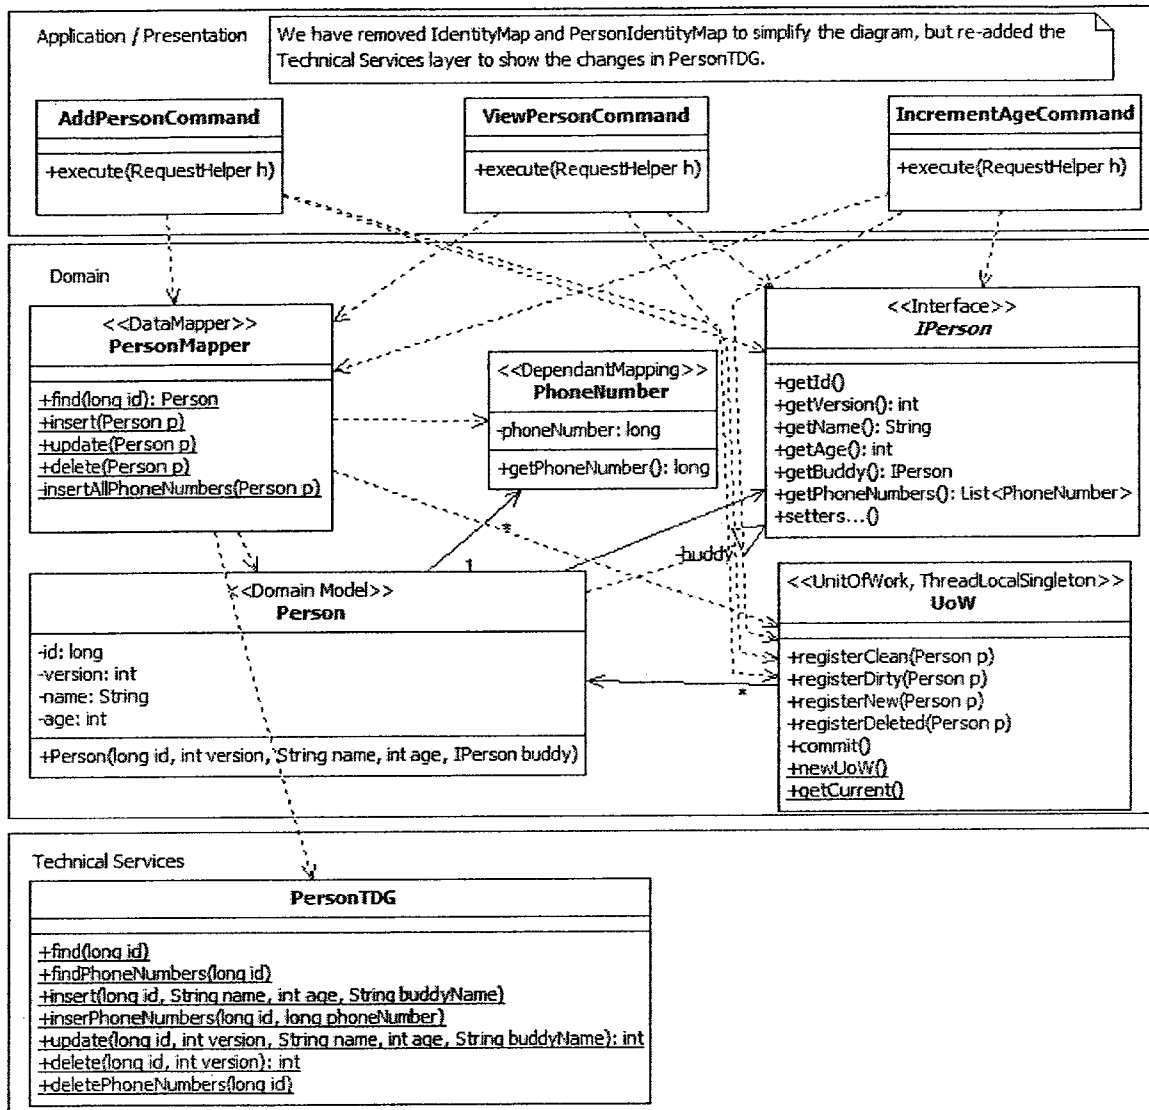 Application / Presentation
We have removed IdentityMap and PersonIdentityMap to simplify the diagram, but re-added the
Technical Services layer to show the changes in PersonTDG.
AddPersonCommand
+execute(RequestHelper h)
ViewPersonCommand
+execute(RequestHelper h)
IncrementAgeCommand
+execute(RequestHelper h)
Domain
<<DataMapper>>
PersonMapper
+find(long id): Person
+insert(Person p)
+update(Person p)
+delete(Person p)
-insertAllPhoneNumbers(Person p)
<<DependantMapping>>
PhoneNumber
-phoneNumber: long
+getPhoneNumber(): long
<<Interface>>
IPerson
+getId()
+getVersion(): int
+getName(): String
+getAge(): int
+getBuddy(): IPerson
+getPhoneNumbers(): List<PhoneNumber>
+setters...()
*
1
-buddy
<<Domain Model>>
Person
-id: long
-version: int
-name: String
-age: int
+Person(long id, int version, String name, int age, IPerson buddy)
<<UnitOfWork, ThreadLocalSingleton>>
UoW
+registerClean(Person p)
+registerDirty(Person p)
+registerNew(Person p)
+registerDeleted(Person p)
+commit()
+newUoW()
+getCurrent()
*
Technical Services
PersonTDG
+find(long id)
+findPhoneNumbers(long id)
+insert(long id, String name, int age, String buddyName)
+inserPhoneNumbers(long id, long phoneNumber)
+update(long id, int version, String name, int age, String buddyName): int
+delete(long id, int version): int
+deletePhoneNumbers(long id)